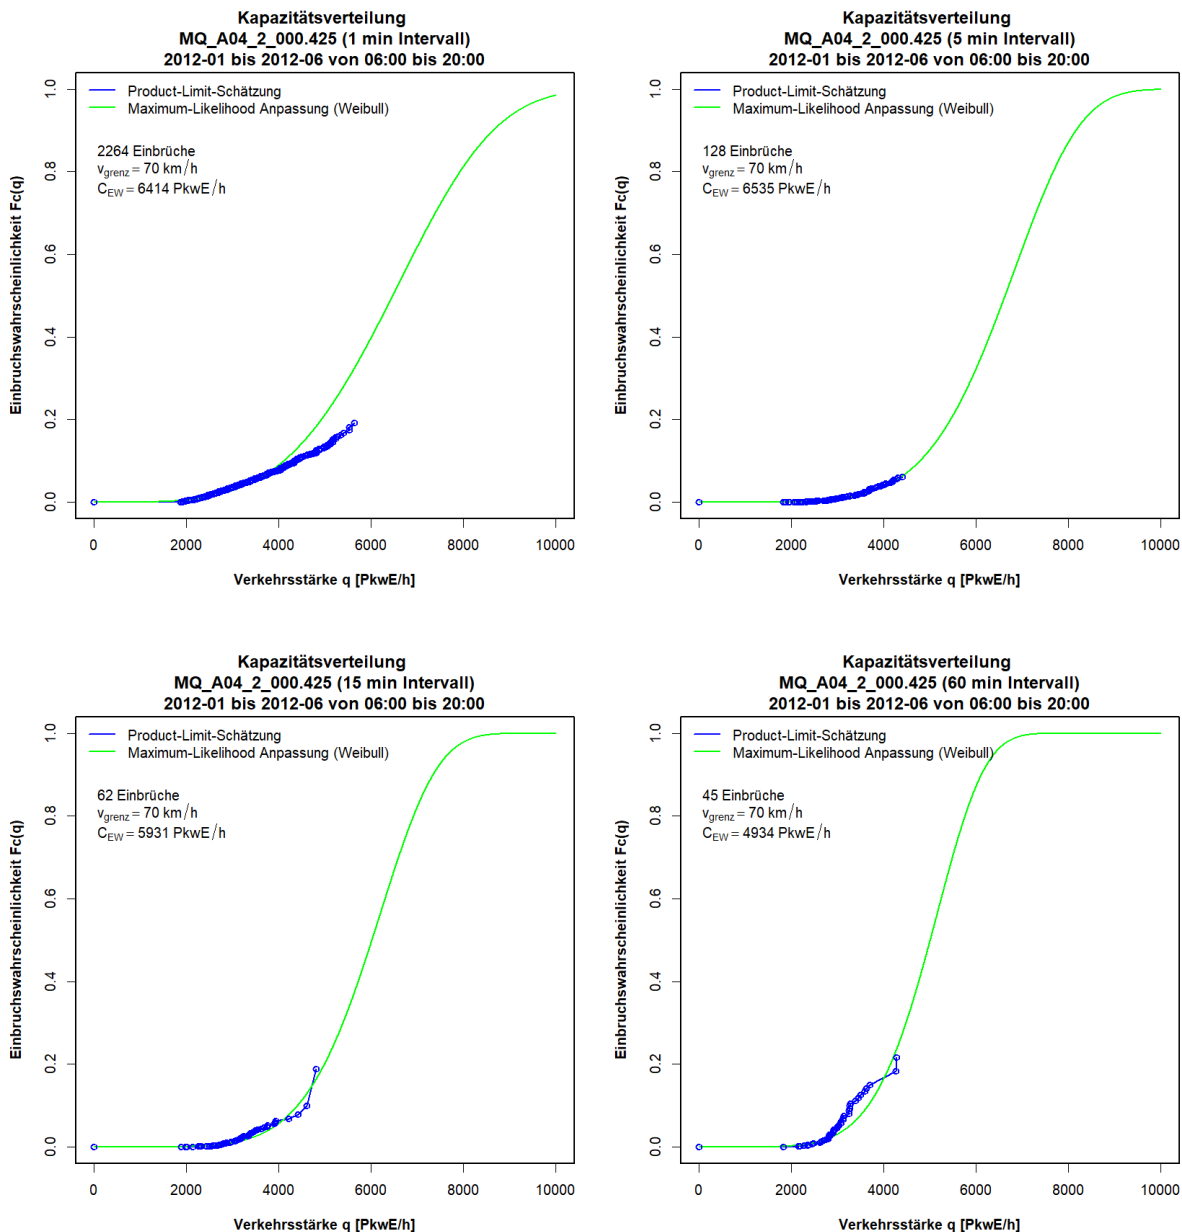 Kapazitätsverteilung
MQ_A04_2_000.425 (1 min Intervall)
2012-01 bis 2012-06 von 06:00 bis 20:00
Product-Limit-Schätzung
Maximum-Likelihood Anpassung (Weibull)
2264 Einbrüche
vgrenz = 70 km/h
CEW = 6414 PkwE/h
Einbruchswahrscheinlichkeit Fc(q)
1.0
0.8
0.6
0.4
0.2
0.0
0 2000 4000 6000 8000 10000
Verkehrsstärke q [PkwE/h]
Kapazitätsverteilung
MQ_A04_2_000.425 (5 min Intervall)
2012-01 bis 2012-06 von 06:00 bis 20:00
Product-Limit-Schätzung
Maximum-Likelihood Anpassung (Weibull)
128 Einbrüche
vgrenz = 70 km/h
CEW = 6535 PkwE/h
Einbruchswahrscheinlichkeit Fc(q)
1.0
0.8
0.6
0.4
0.2
0.0
0 2000 4000 6000 8000 10000
Verkehrsstärke q [PkwE/h]
Kapazitätsverteilung
MQ_A04_2_000.425 (15 min Intervall)
2012-01 bis 2012-06 von 06:00 bis 20:00
Product-Limit-Schätzung
Maximum-Likelihood Anpassung (Weibull)
62 Einbrüche
vgrenz = 70 km/h
CEW = 5931 PkwE/h
Einbruchswahrscheinlichkeit Fc(q)
1.0
0.8
0.6
0.4
0.2
0.0
0 2000 4000 6000 8000 10000
Verkehrsstärke q [PkwE/h]
Kapazitätsverteilung
MQ_A04_2_000.425 (60 min Intervall)
2012-01 bis 2012-06 von 06:00 bis 20:00
Product-Limit-Schätzung
Maximum-Likelihood Anpassung (Weibull)
45 Einbrüche
vgrenz = 70 km/h
CEW = 4934 PkwE/h
Einbruchswahrscheinlichkeit Fc(q)
1.0
0.8
0.6
0.4
0.2
0.0
0 2000 4000 6000 8000 10000
Verkehrsstärke q [PkwE/h]